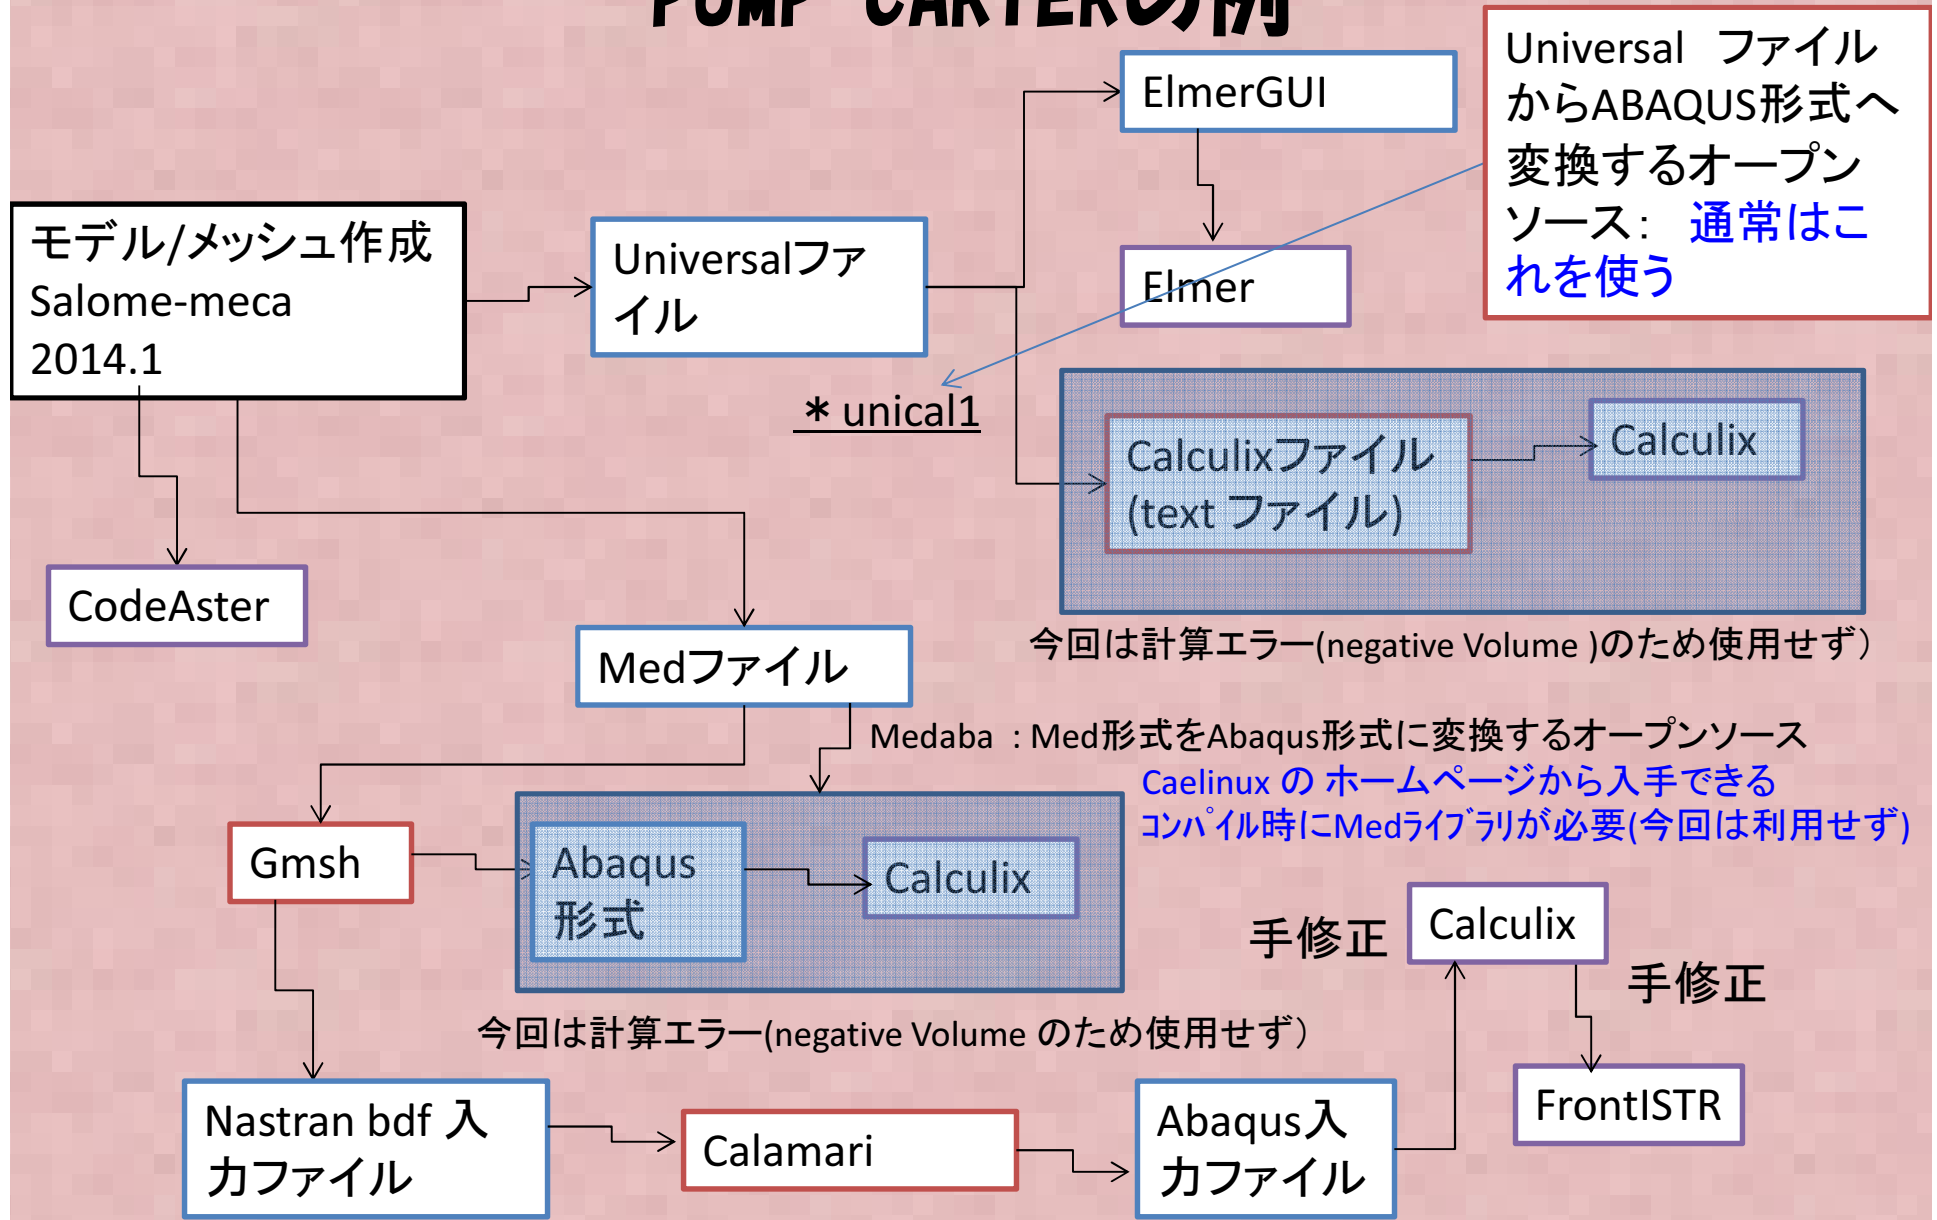 PUMP CARTERの例
Universal ファイル
からABAQUS形式へ
変換するオープン
ソース： 通常はこ
れを使う
ElmerGUI
モデル/メッシュ作成
Salome-meca
2014.1
Universalファ
イル
Elmer
＊unical1
Calculixファイル
(text ファイル)
Calculix
CodeAster
今回は計算エラー(negative Volume )のため使用せず）
Medファイル
Medaba ：Med形式をAbaqus形式に変換するオープンソース
Caelinux の ホームページから入手できる
ｺﾝﾊﾟｲﾙ時にMedﾗｲﾌﾞﾗﾘが必要(今回は利用せず)
Gmsh
Abaqus
形式
Calculix
手修正
Calculix
手修正
今回は計算エラー(negative Volume のため使用せず）
Nastran bdf 入
力ファイル
Calamari
Abaqus入
力ファイル
FrontISTR